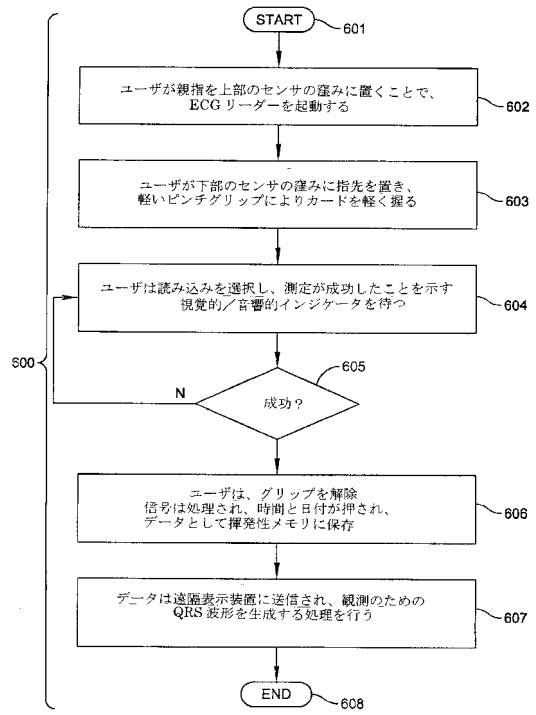 START
601
ユーザが親指を上部のセンサの窪みに置くことで、
ECG リーダーを起動する
602
ユーザが下部のセンサの窪みに指先を置き、
軽いピンチグリップによりカードを軽く握る
603
ユーザは読み込みを選択し、測定が成功したことを示す
視覚的/音響的インジケータを待つ
604
600
605
成功?
N
ユーザは、グリップを解除
信号は処理され、時間と日付が押され、
データとして揮発性メモリに保存
606
データは遠隔表示装置に送信され、観測のための
QRS 波形を生成する処理を行う
607
END
608